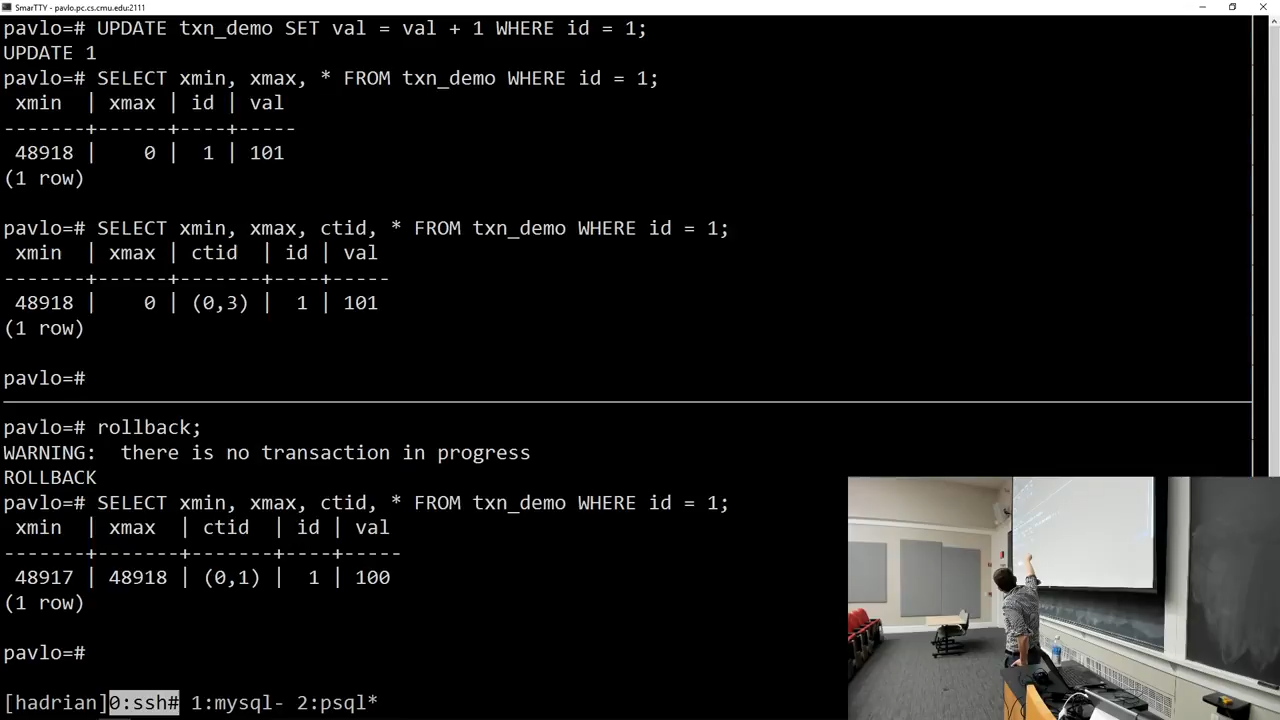 SmarTTY - pavlo.pc.cs.cmu.edu:2111
pavlo=# UPDATE txn_demo SET val = val + 1 WHERE id = 1;
UPDATE 1
pavlo=# SELECT xmin, xmax, * FROM txn_demo WHERE id = 1;
 xmin  | xmax | id | val
-------+------+----+-----
 48918 |    0 |  1 | 101
(1 row)
pavlo=# SELECT xmin, xmax, ctid, * FROM txn_demo WHERE id = 1;
 xmin  | xmax | ctid  | id | val
-------+------+-------+----+-----
 48918 |    0 | (0,3) |  1 | 101
(1 row)
pavlo=#
pavlo=# rollback;
WARNING:  there is no transaction in progress
ROLLBACK
pavlo=# SELECT xmin, xmax, ctid, * FROM txn_demo WHERE id = 1;
 xmin  | xmax  | ctid  | id | val
-------+-------+-------+----+-----
 48917 | 48918 | (0,1) |  1 | 100
(1 row)
pavlo=#
[hadrian]0:ssh# 1:mysql- 2:psql*